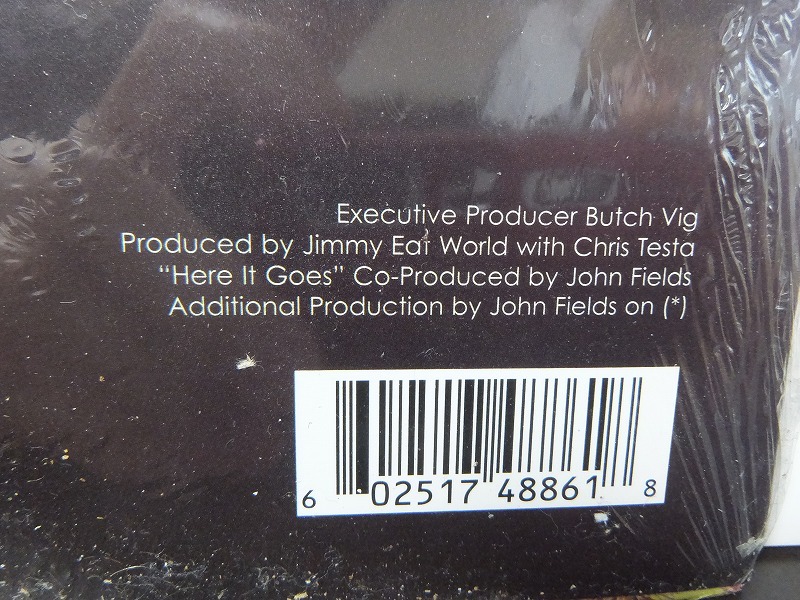 Executive Producer Butch Vig
Produced by Jimmy Eat World with Chris Testa
“Here It Goes” Co-Produced by John Fields
Additional Production by John Fields on (*)
6 02517 48861 8